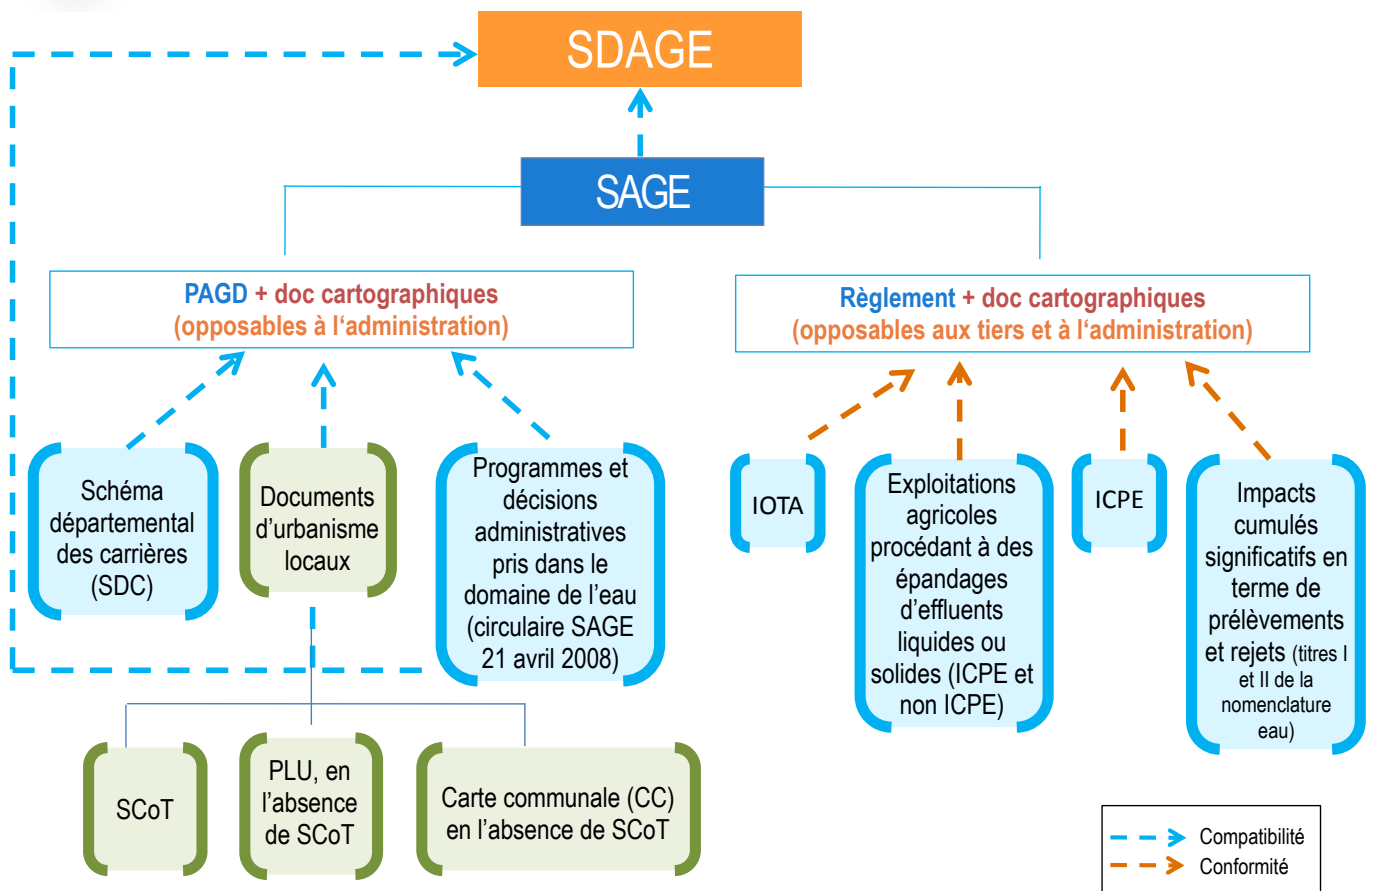 SDAGE
SAGE
PAGD + doc cartographiques
(opposables à l‘administration)
Règlement + doc cartographiques
(opposables aux tiers et à l‘administration)
Schéma
départemental
des carrières
(SDC)
Documents
d’urbanisme
locaux
Programmes et
décisions
administratives
pris dans le
domaine de l’eau
(circulaire SAGE
21 avril 2008)
IOTA
Exploitations
agricoles
procédant à des
épandages
d’effluents
liquides ou
solides (ICPE et
non ICPE)
ICPE
Impacts
cumulés
significatifs en
terme de
prélèvements
et rejets (titres I
et II de la
nomenclature
eau)
SCoT
PLU, en
l’absence
de SCoT
Carte communale (CC)
en l’absence de SCoT
Compatibilité
Conformité